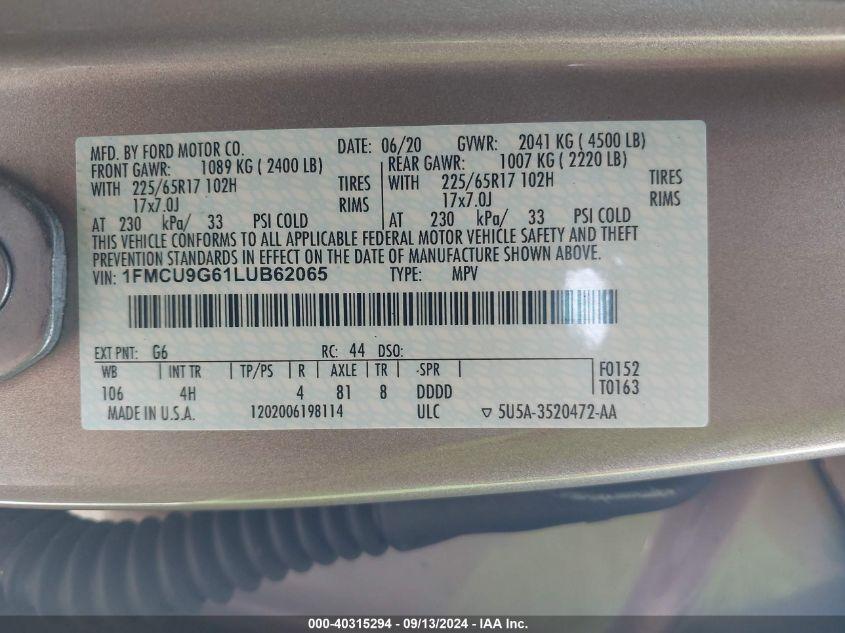 MFD. BY FORD MOTOR CO. DATE: 06/20 GVWR: 2041 KG ( 4500 LB)
FRONT GAWR: 1089 KG ( 2400 LB) REAR GAWR: 1007 KG ( 2220 LB)
WITH 225/65R17 102H TIRES WITH 225/65R17 102H TIRES
17x7.0J RIMS 17x7.0J RIMS
AT 230 kPa/ 33 PSI COLD AT 230 kPa/ 33 PSI COLD
THIS VEHICLE CONFORMS TO ALL APPLICABLE FEDERAL MOTOR VEHICLE SAFETY AND THEFT
PREVENTION STANDARDS IN EFFECT ON THE DATE OF MANUFACTURE SHOWN ABOVE.
VIN: 1FMCU9G61LUB62065 TYPE: MPV
EXT PNT: G6 RC: 44 DSO:
WB INT TR TP/PS R AXLE TR SPR F0152
106 4H 4 81 8 DDDD T0163
MADE IN U.S.A. 1202006198114 ULC ▽ 5U5A-3520472-AA
000-40315294 - 09/13/2024 - IAA Inc.